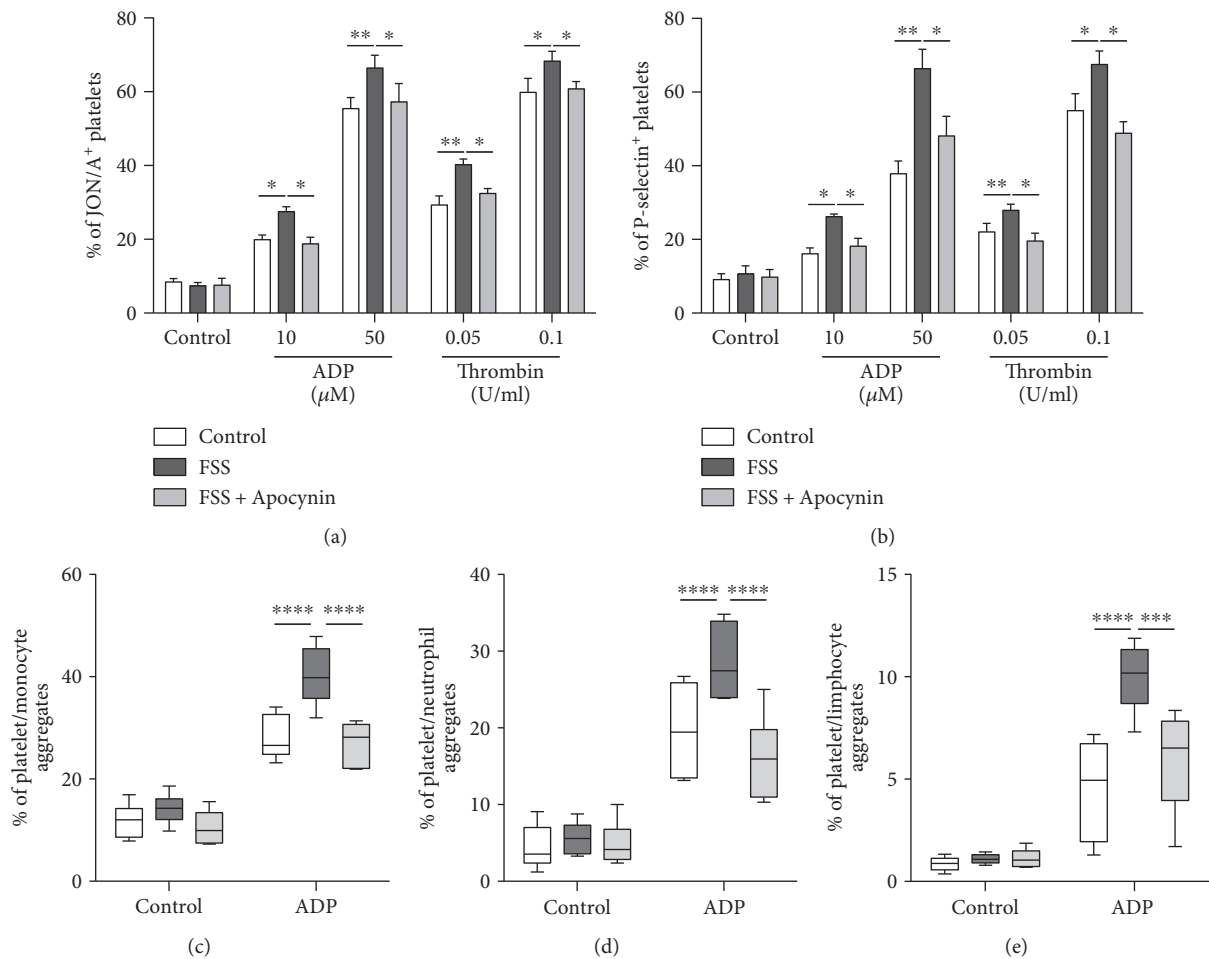 80
60
40
20
0
% of JON/A+ platelets
** *
* *
** *
* *
Control 10 50 0.05 0.1
ADP
(μM)
Thrombin
(U/ml)
Control
FSS
FSS + Apocynin
(a)
80
60
40
20
0
% of P-selectin+ platelets
** *
* *
* *
** *
Control 10 50 0.05 0.1
ADP
(μM)
Thrombin
(U/ml)
Control
FSS
FSS + Apocynin
(b)
60
40
20
0
% of platelet/monocyte
aggregates
**** ****
Control ADP
(c)
40
30
20
10
0
% of platelet/neutrophil
aggregates
**** ****
Control ADP
(d)
15
10
5
0
% of platelet/limphocyte
aggregates
**** ***
Control ADP
(e)